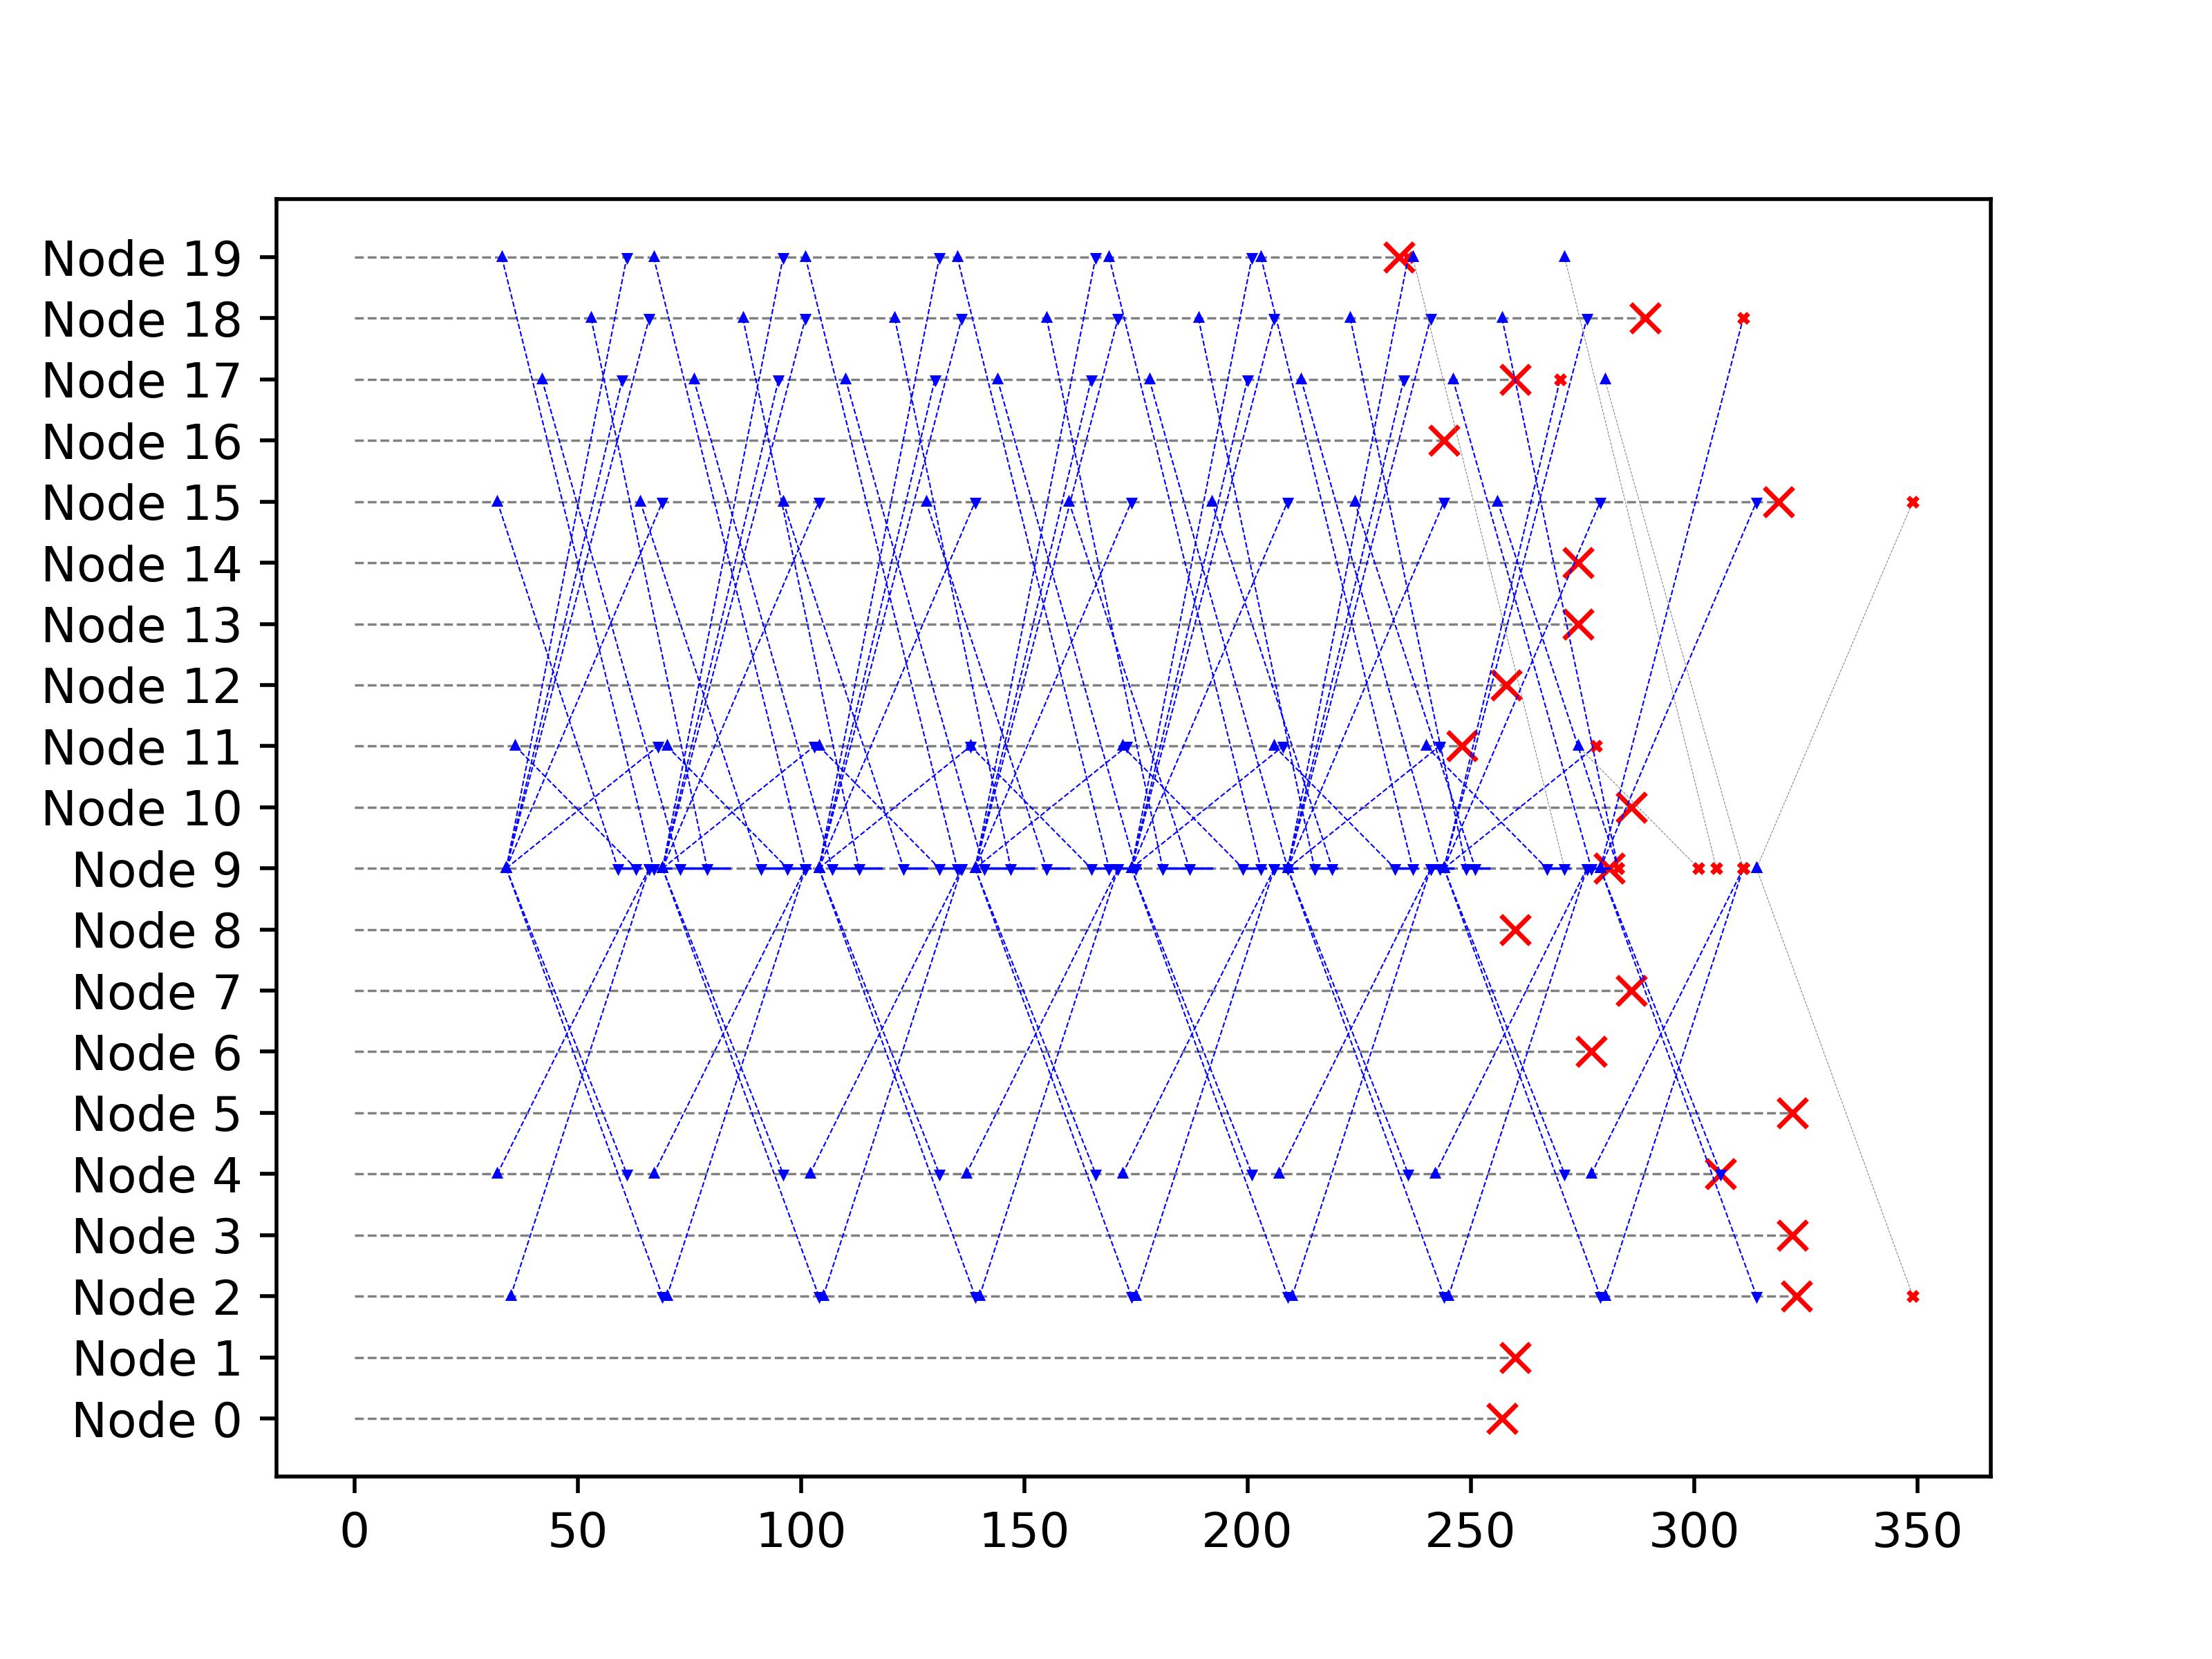 Node 19
Node 18
Node 17
Node 16
Node 15
Node 14
Node 13
Node 12
Node 11
Node 10
Node 9
Node 8
Node 7
Node 6
Node 5
Node 4
Node 3
Node 2
Node 1
Node 0
0 50 100 150 200 250 300 350